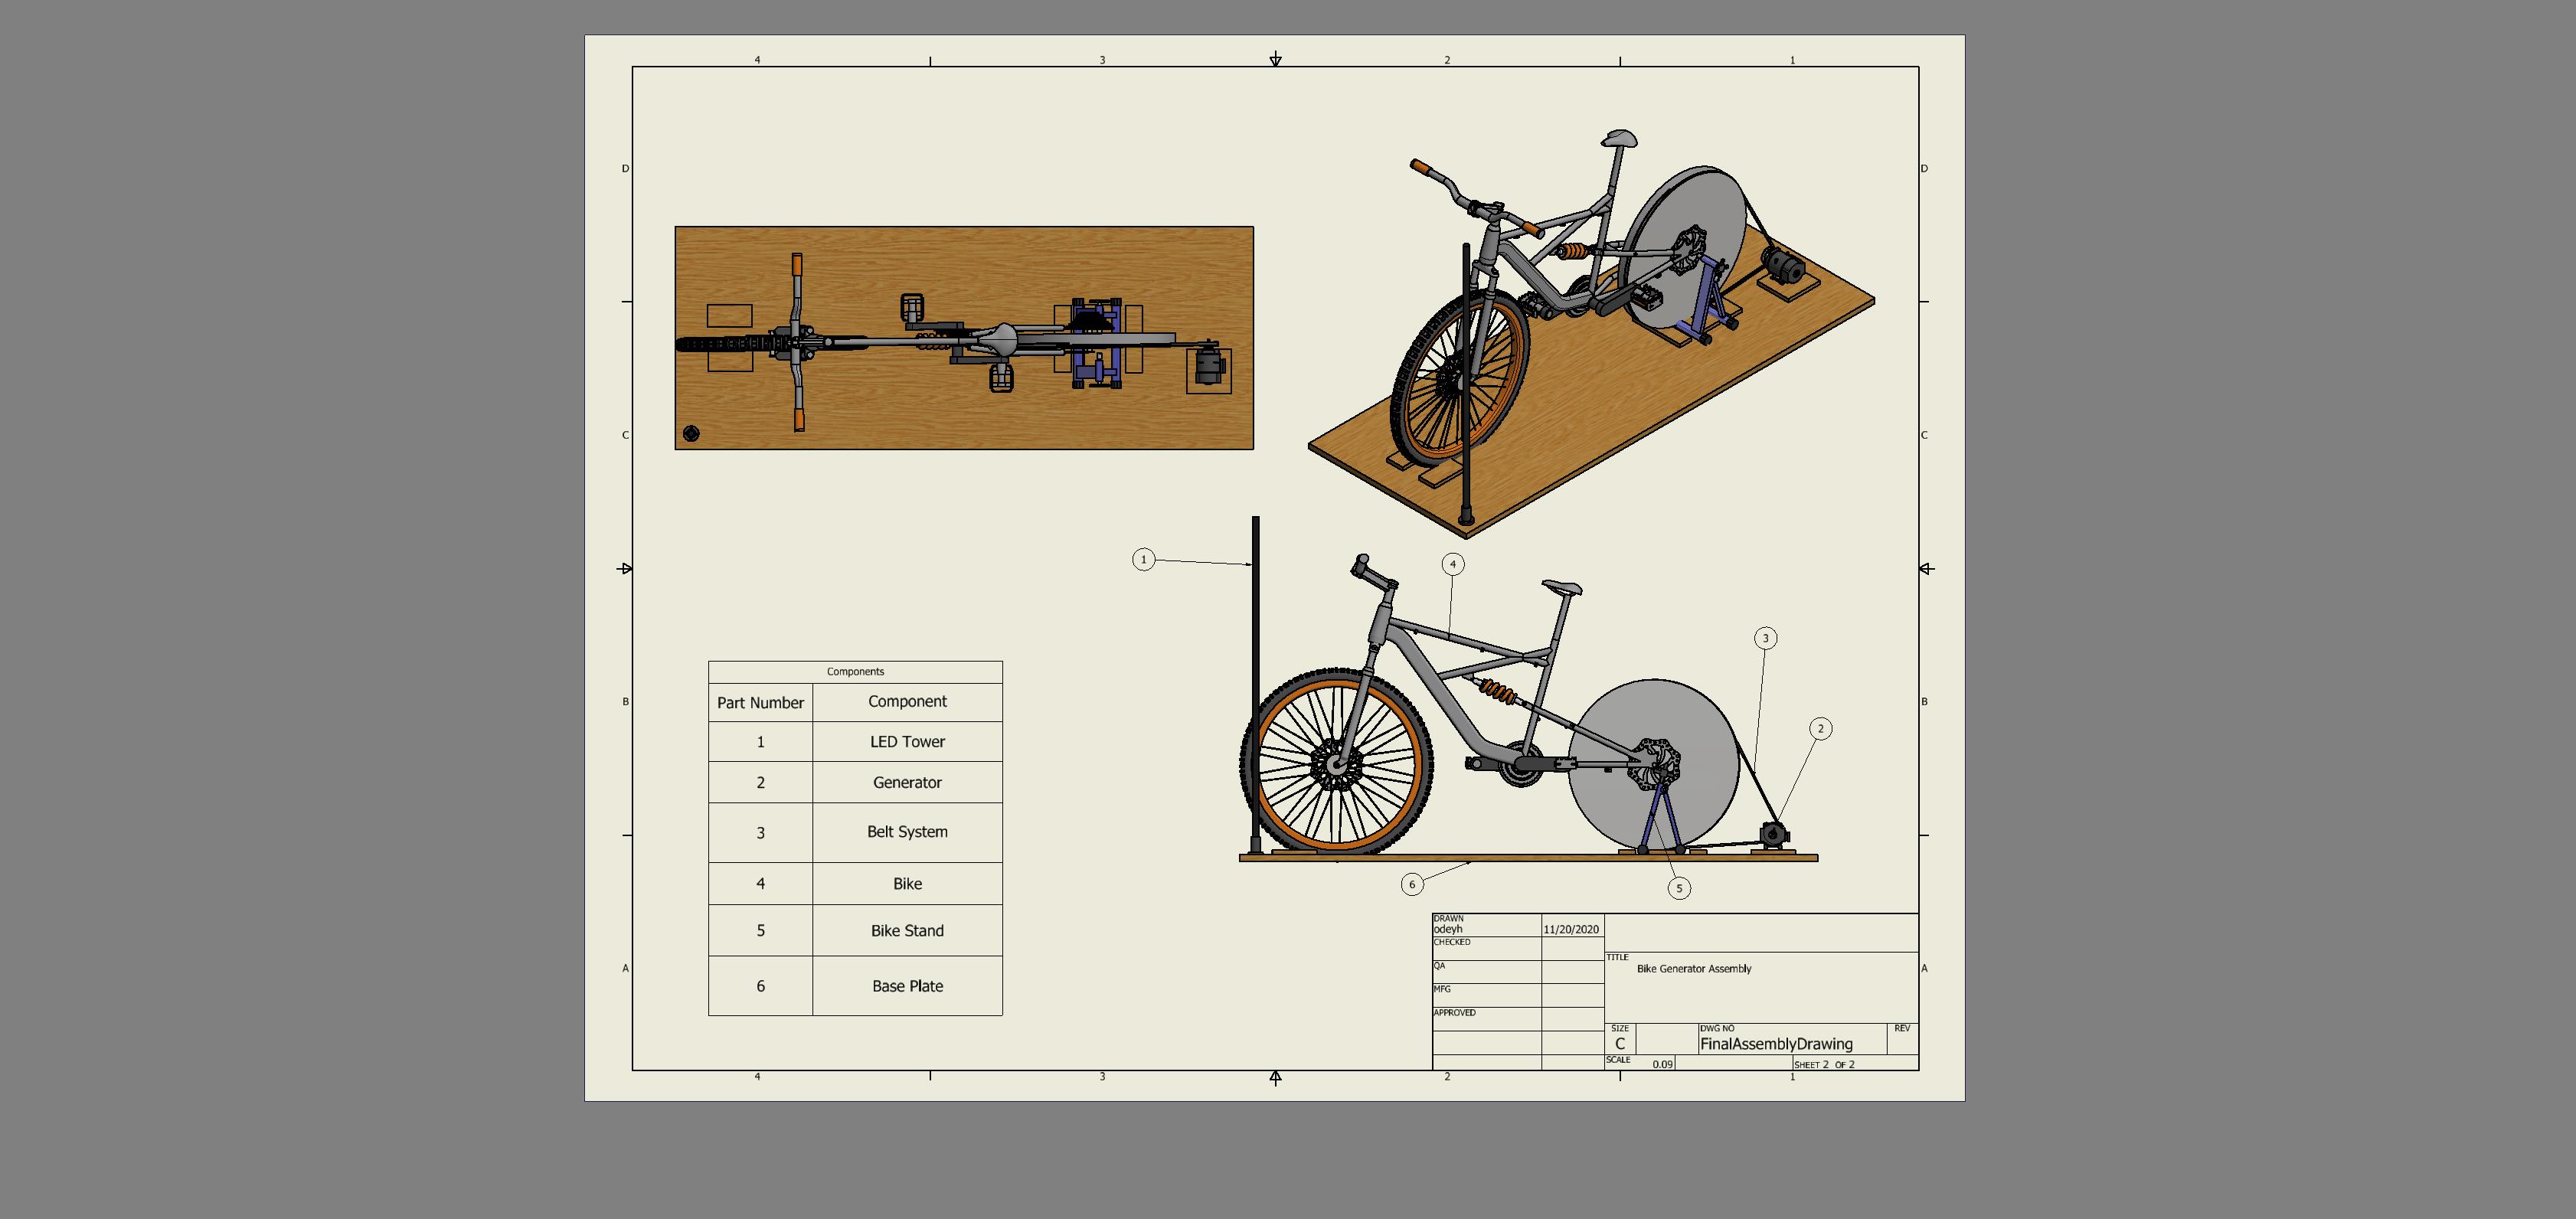 4 3 2 1
D D
C C
1
4
3
2
6
5
B B
A A
Components
Part Number Component
1 LED Tower
2 Generator
3 Belt System
4 Bike
5 Bike Stand
6 Base Plate
DRAWN
odeyh 11/20/2020
CHECKED
QA
MFG
APPROVED
TITLE
Bike Generator Assembly
SIZE
C
DWG NO
FinalAssemblyDrawing
REV
SCALE 0.09
SHEET 2 OF 2
4 3 2 1